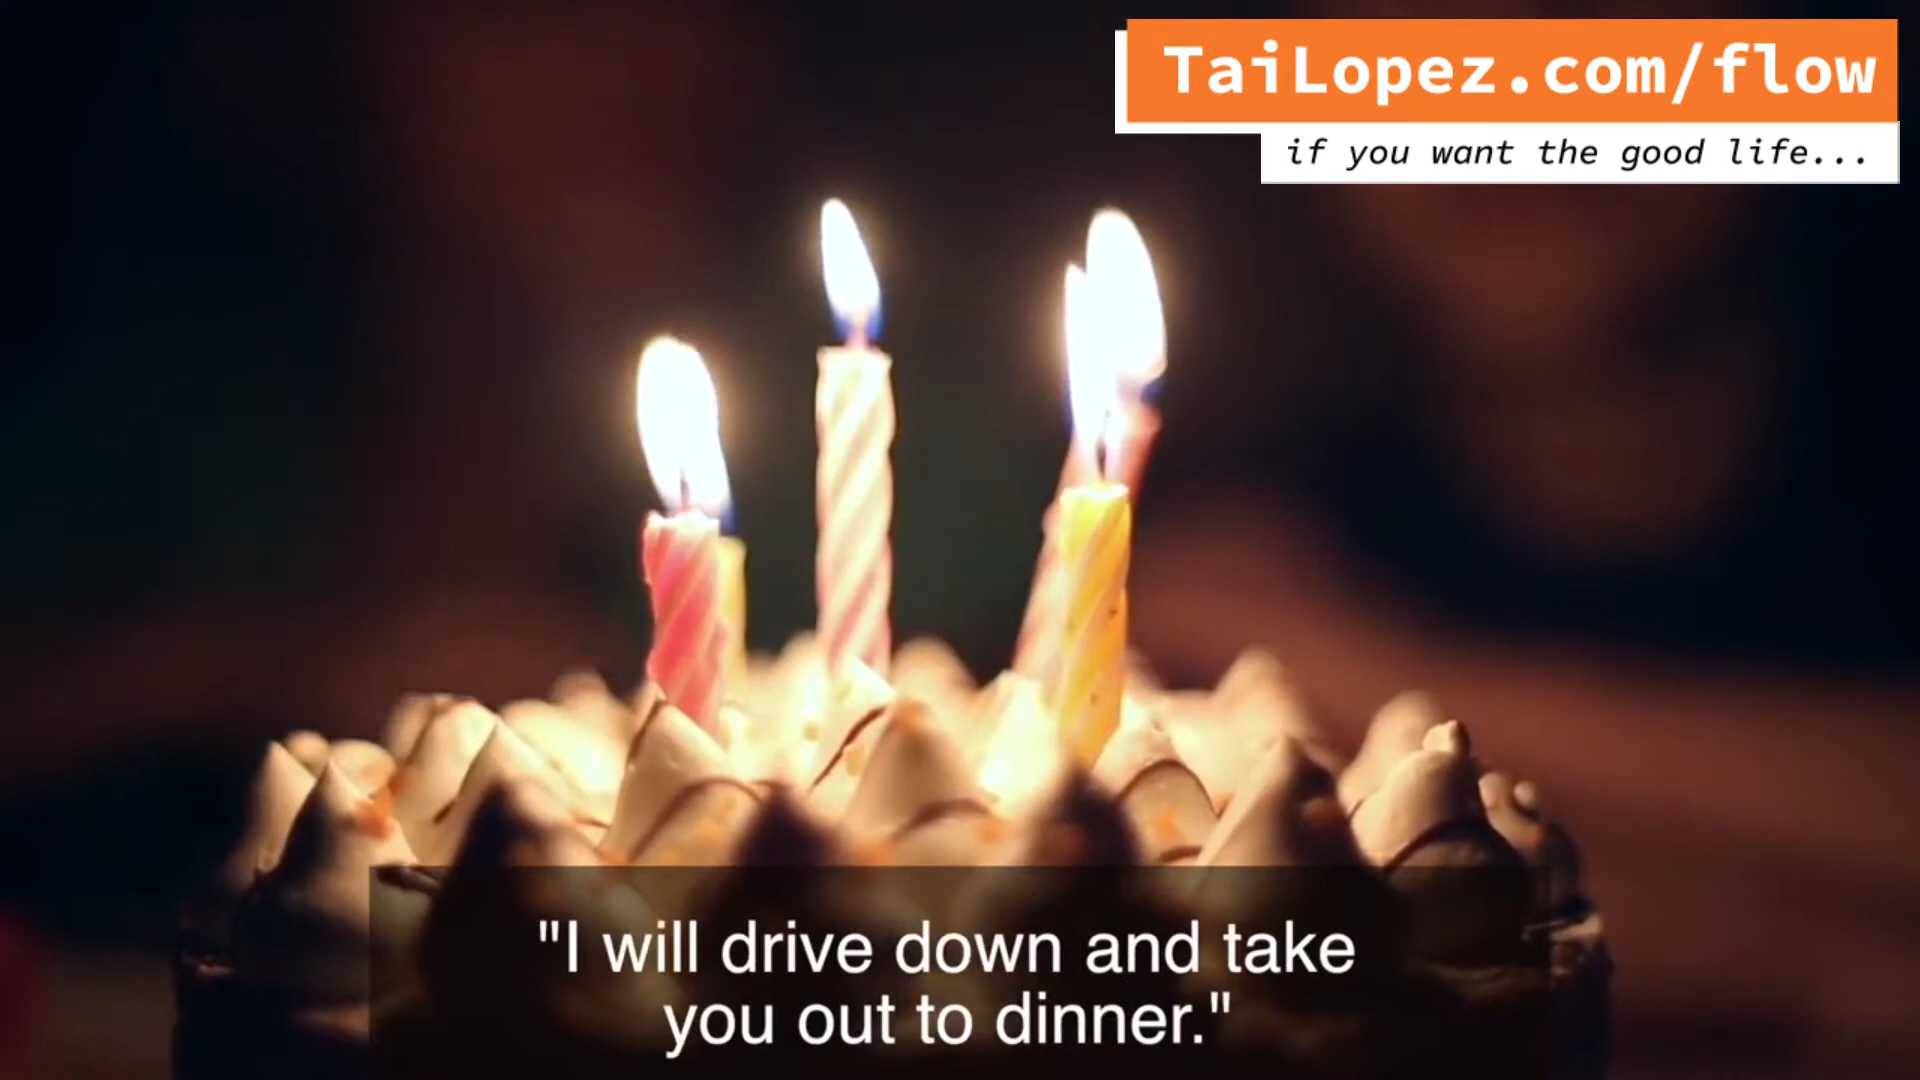 TaiLopez.com/flow
if you want the good life...
"I will drive down and take
you out to dinner."